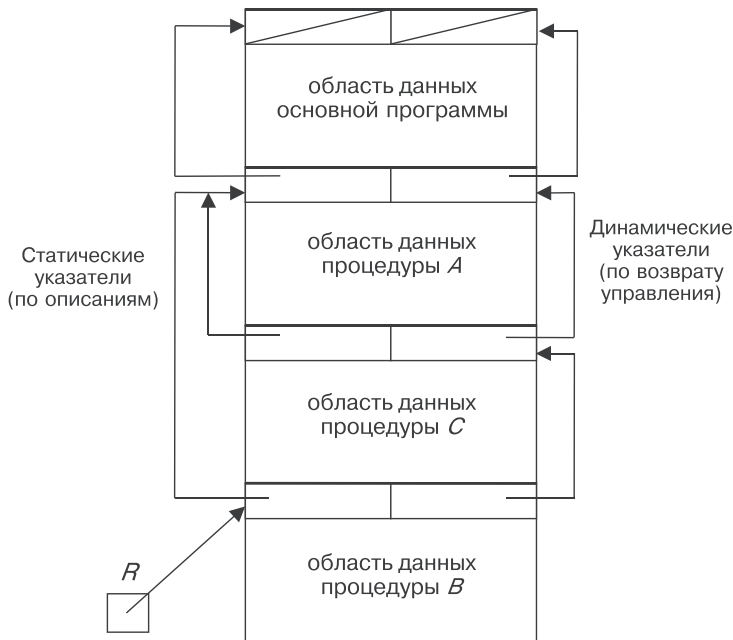 область данных
основной программы
Статические
указатели
(по описаниям)
область данных
процедуры A
Динамические
указатели
(по возврату
управления)
область данных
процедуры C
R
область данных
процедуры B